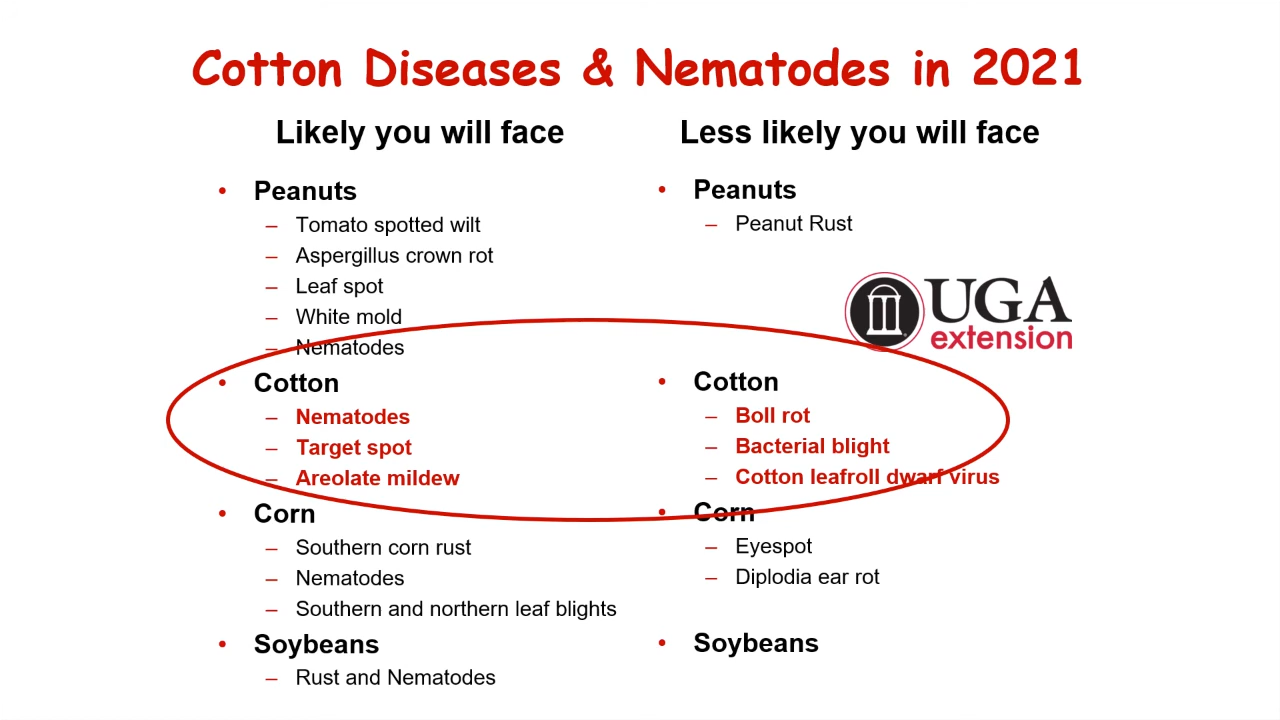 Cotton Diseases & Nematodes in 2021
Likely you will face
• Peanuts
– Tomato spotted wilt
– Aspergillus crown rot
– Leaf spot
– White mold
– Nematodes
• Cotton
– Nematodes
– Target spot
– Areolate mildew
• Corn
– Southern corn rust
– Nematodes
– Southern and northern leaf blights
• Soybeans
– Rust and Nematodes
Less likely you will face
• Peanuts
– Peanut Rust
UGA
extension
• Cotton
– Boll rot
– Bacterial blight
– Cotton leafroll dwarf virus
• Corn
– Eyespot
– Diplodia ear rot
• Soybeans